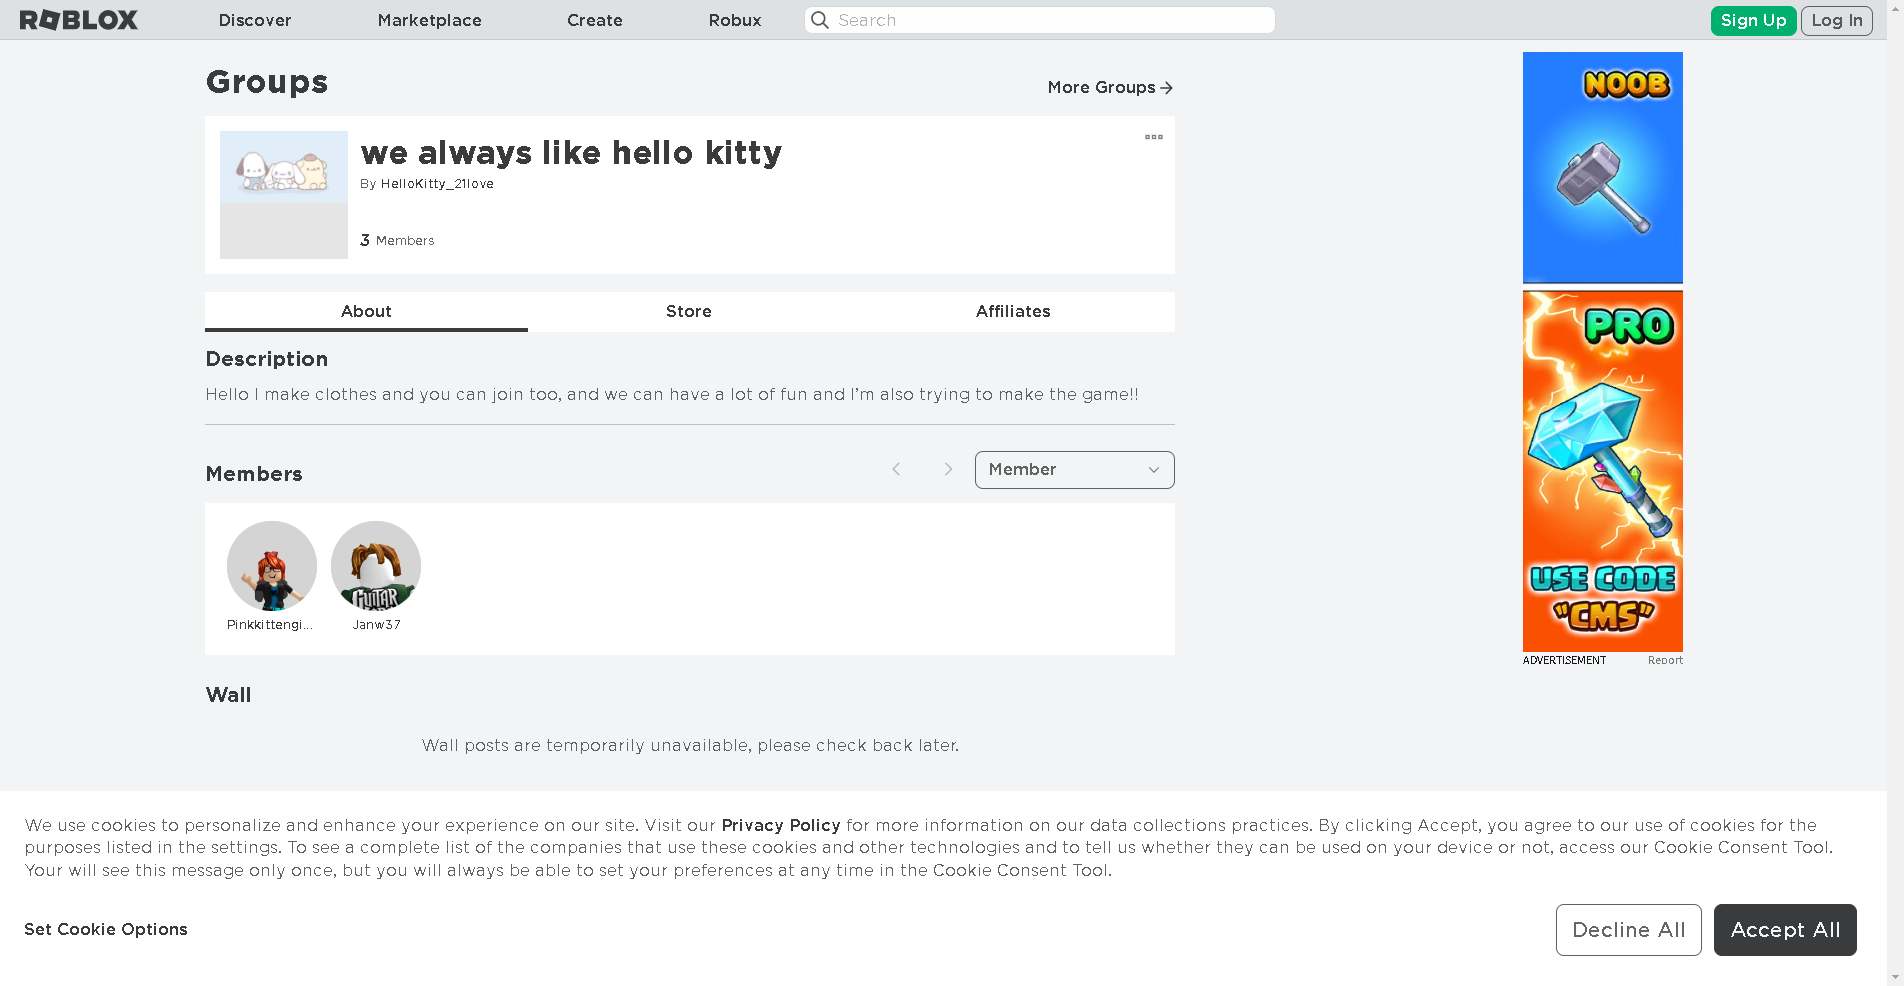 ROBLOX
Discover
Marketplace
Create
Robux
Search
Sign Up
Log In
Groups
More Groups
we always like hello kitty
By HelloKitty_21love
3 Members
About
Store
Affiliates
Description
Hello I make clothes and you can join too, and we can have a lot of fun and I'm also trying to make the game!!
Members
Member
Pinkkittengi...
Janw37
GUITAR
Wall
Wall posts are temporarily unavailable, please check back later.
NOOB
PRO
USE CODE
"CMS"
ADVERTISEMENT
Report
We use cookies to personalize and enhance your experience on our site. Visit our Privacy Policy for more information on our data collections practices. By clicking Accept, you agree to our use of cookies for the
purposes listed in the settings. To see a complete list of the companies that use these cookies and other technologies and to tell us whether they can be used on your device or not, access our Cookie Consent Tool.
Your will see this message only once, but you will always be able to set your preferences at any time in the Cookie Consent Tool.
Set Cookie Options
Decline All
Accept All